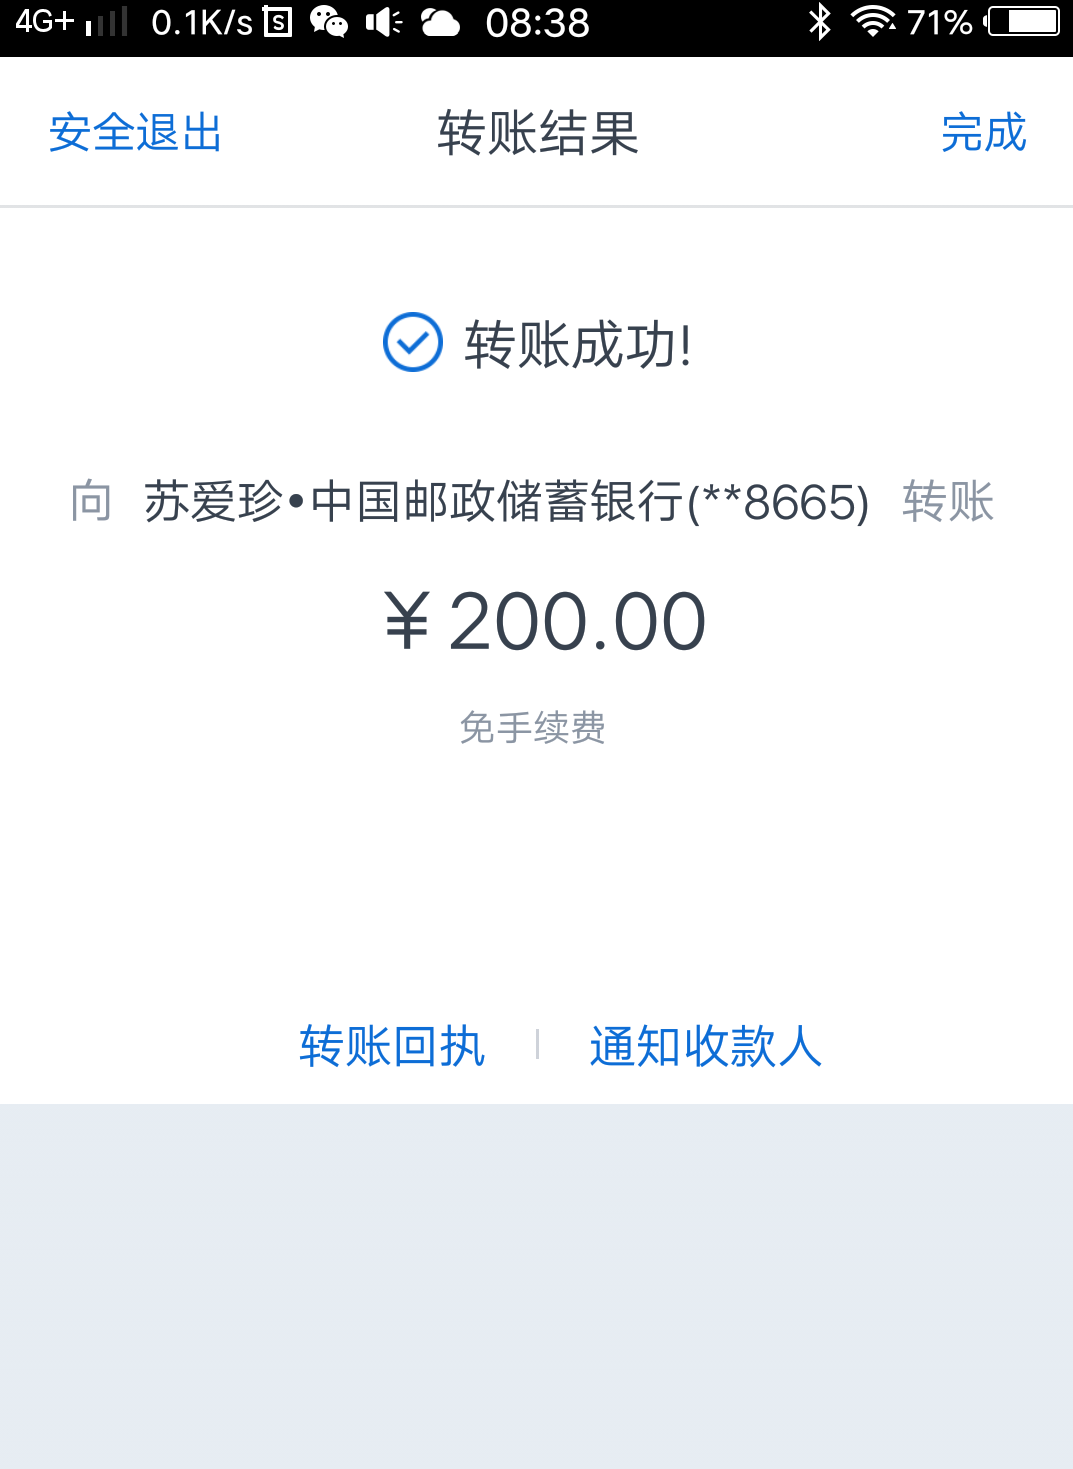 4G+ 0.1K/s 08:38 71%
安全退出 转账结果 完成
转账成功!
向 苏爱珍•中国邮政储蓄银行(**8665) 转账
¥200.00
免手续费
转账回执 | 通知收款人